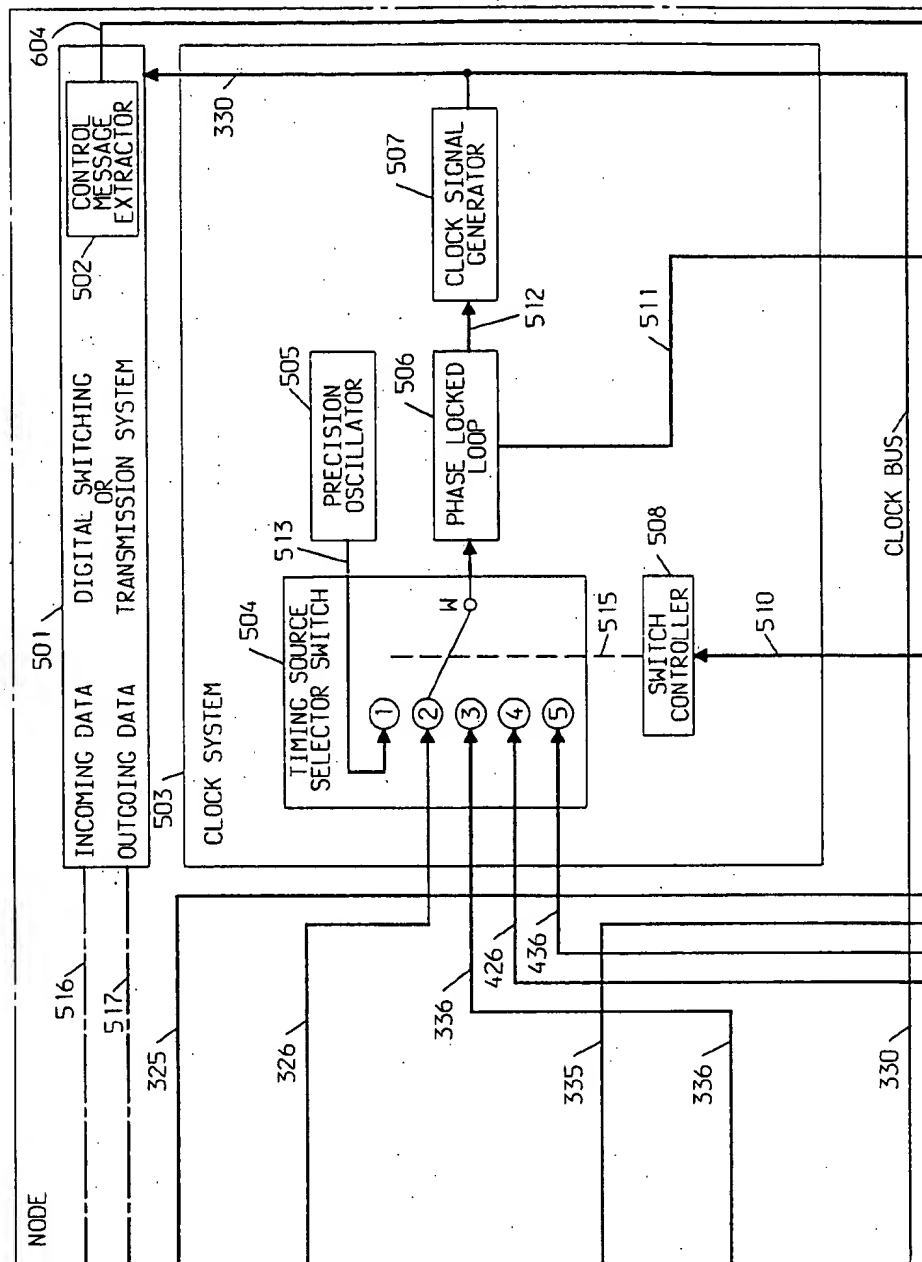 NODE
516
517
325
326
336
426
436
335
336
330
501
INCOMING DATA
OUTGOING DATA
DIGITAL SWITCHING
OR
TRANSMISSION SYSTEM
502
CONTROL
MESSAGE
EXTRACTOR
604
503
CLOCK SYSTEM
TIMING SOURCE
SELECTOR SWITCH
504
1
2
3
4
5
W
513
PRECISION
OSCILLATOR
505
PHASE LOCKED
LOOP
506
512
CLOCK SIGNAL
GENERATOR
507
330
511
515
SWITCH
CONTROLLER
508
510
CLOCK BUS